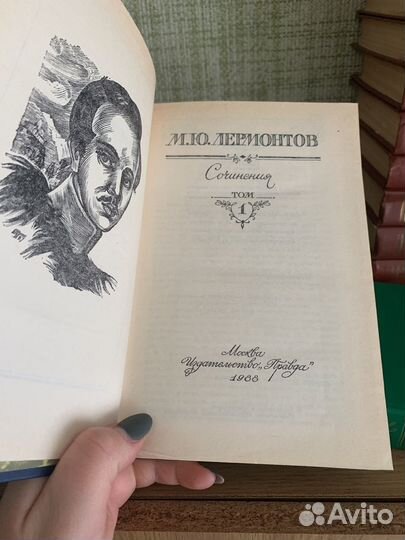 М.Ю.ЛЕРМОНТОВ
Сочинения
ТОМ
1
Москва
Издательство „Правда"
1988
Avito